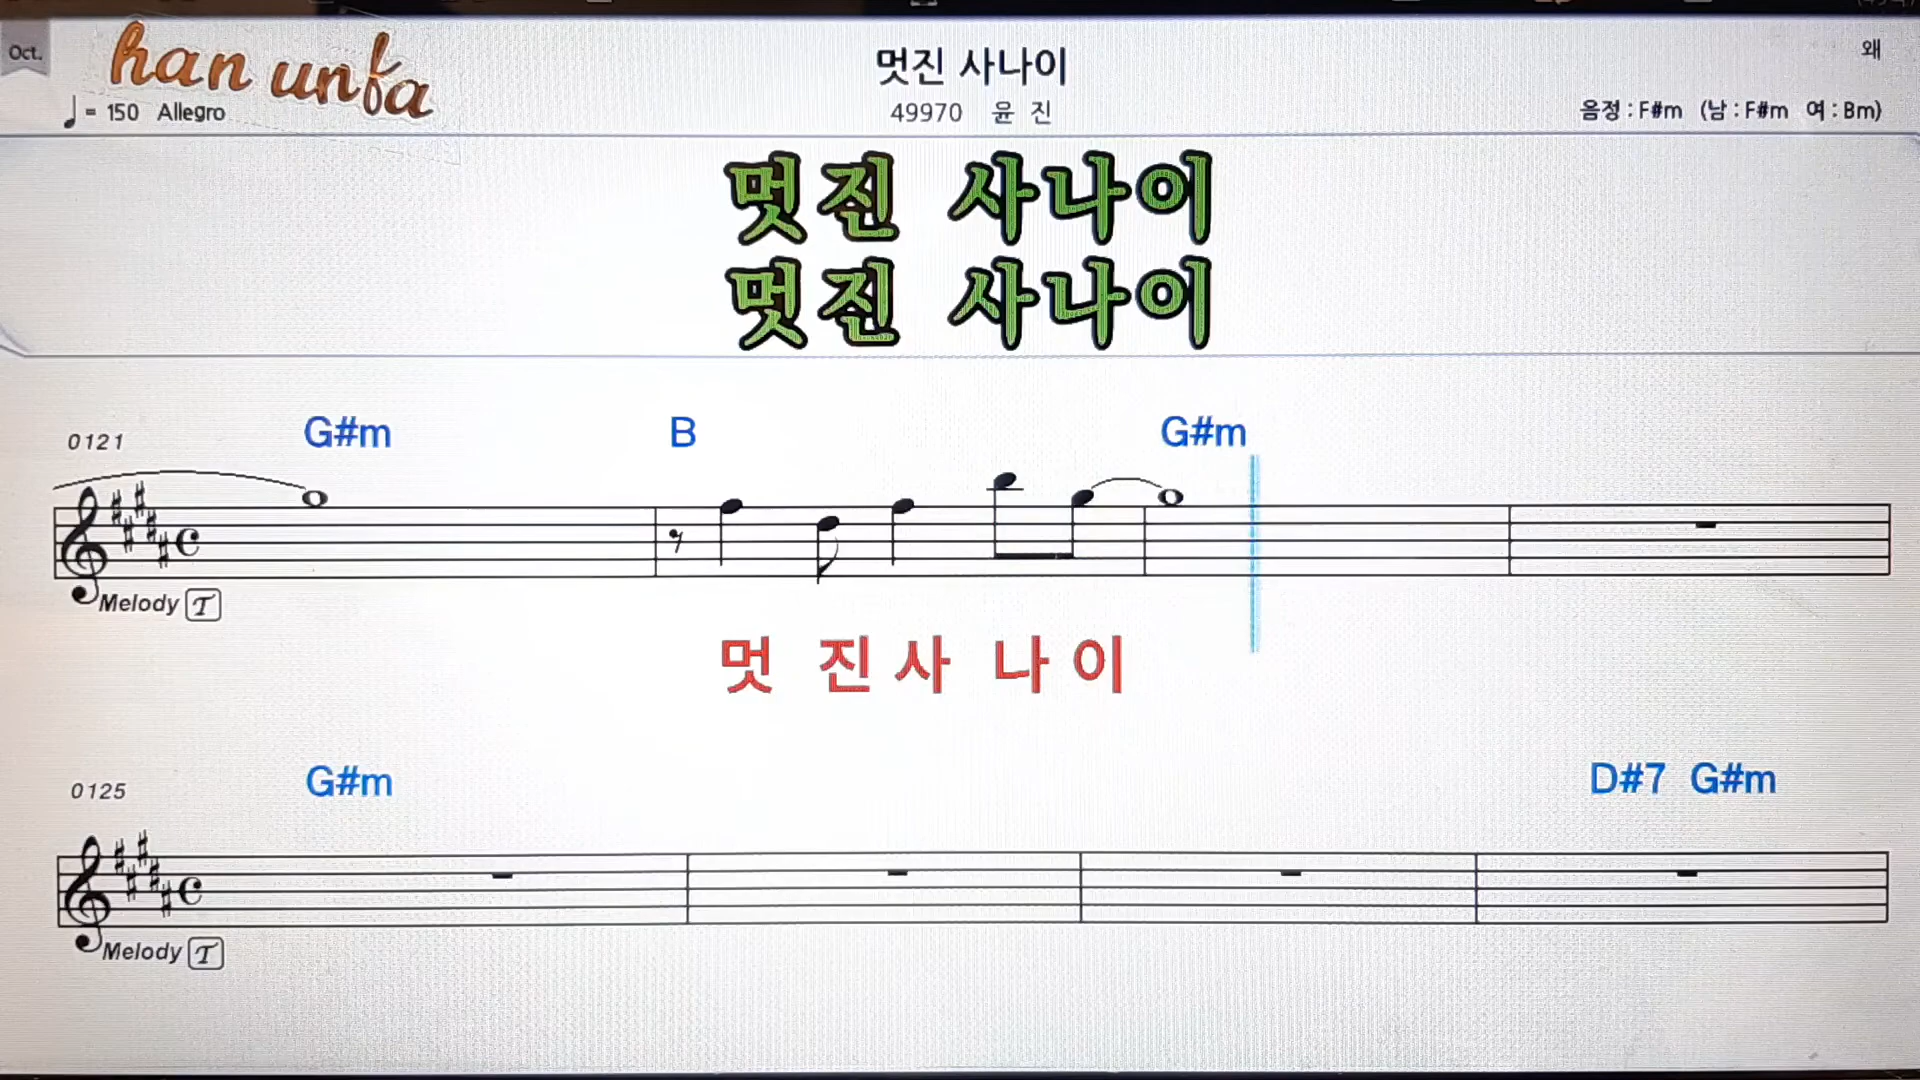 Oct.
han unfa
멋진 사나이
왜
♩= 150 Allegro
49970 윤 진
음정 : F#m (남 : F#m 여 : Bm)
멋진 사나이
멋진 사나이
0121 G#m B G#m
Melody T
멋 진 사 나 이
0125 G#m D#7 G#m
Melody T